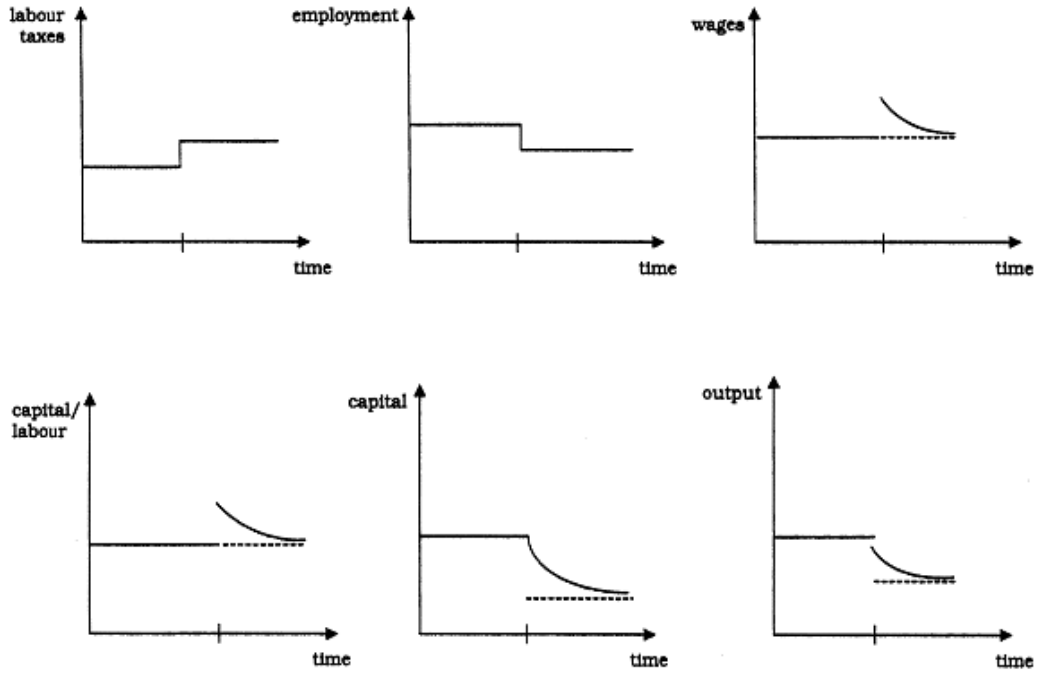 labour
taxes
time
employment
time
wages
time
capital/
labour
time
capital
time
output
time